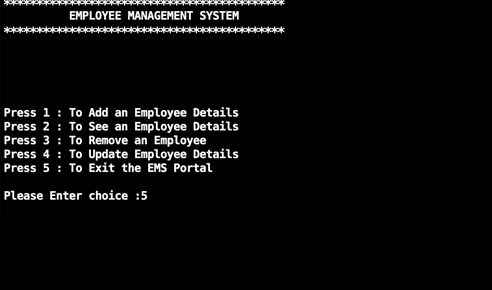 *******************************************
EMPLOYEE MANAGEMENT SYSTEM
*******************************************
Press 1 : To Add an Employee Details
Press 2 : To See an Employee Details
Press 3 : To Remove an Employee
Press 4 : To Update Employee Details
Press 5 : To Exit the EMS Portal
Please Enter choice :5